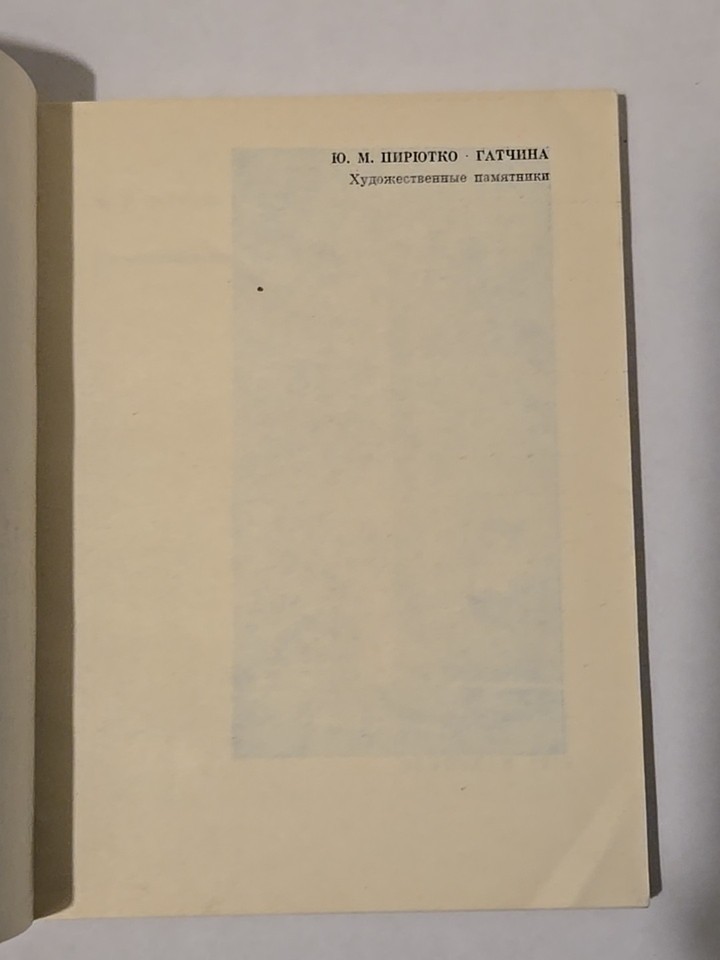 Ю. М. ПИРЮТКО · ГАТЧИНА
Художественные памятники